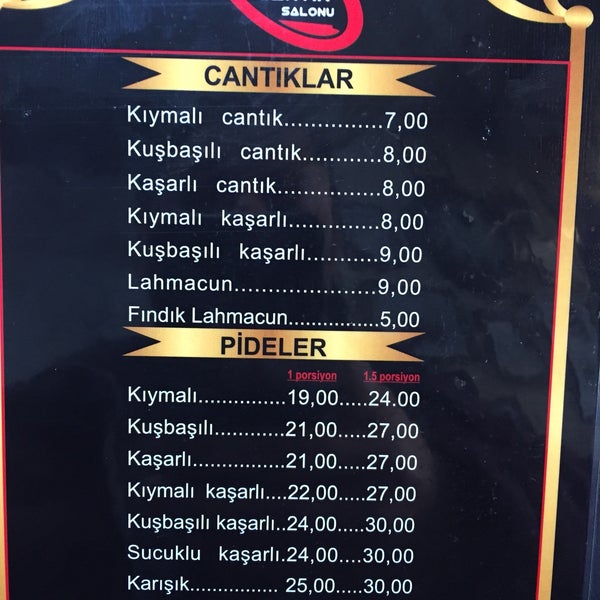 SALONU
CANTIKLAR
Kıymalı cantık...............7,00
Kuşbaşılı cantık............8,00
Kaşarlı cantık................8,00
Kıymalı kaşarlı.............8,00
Kuşbaşılı kaşarlı...........9,00
Lahmacun......................9,00
Fındık Lahmacun................5,00
PİDELER
1 porsiyon 1.5 porsiyon
Kıymalı...............19,00.....24.00
Kuşbaşılı............21,00.....27,00
Kaşarlı................21,00.....27,00
Kıymalı kaşarlı....22,00.....27,00
Kuşbaşılı kaşarlı..24,00.....30,00
Sucuklu kaşarlı.24,00....30,00
Karışık................ 25,00.....30,00